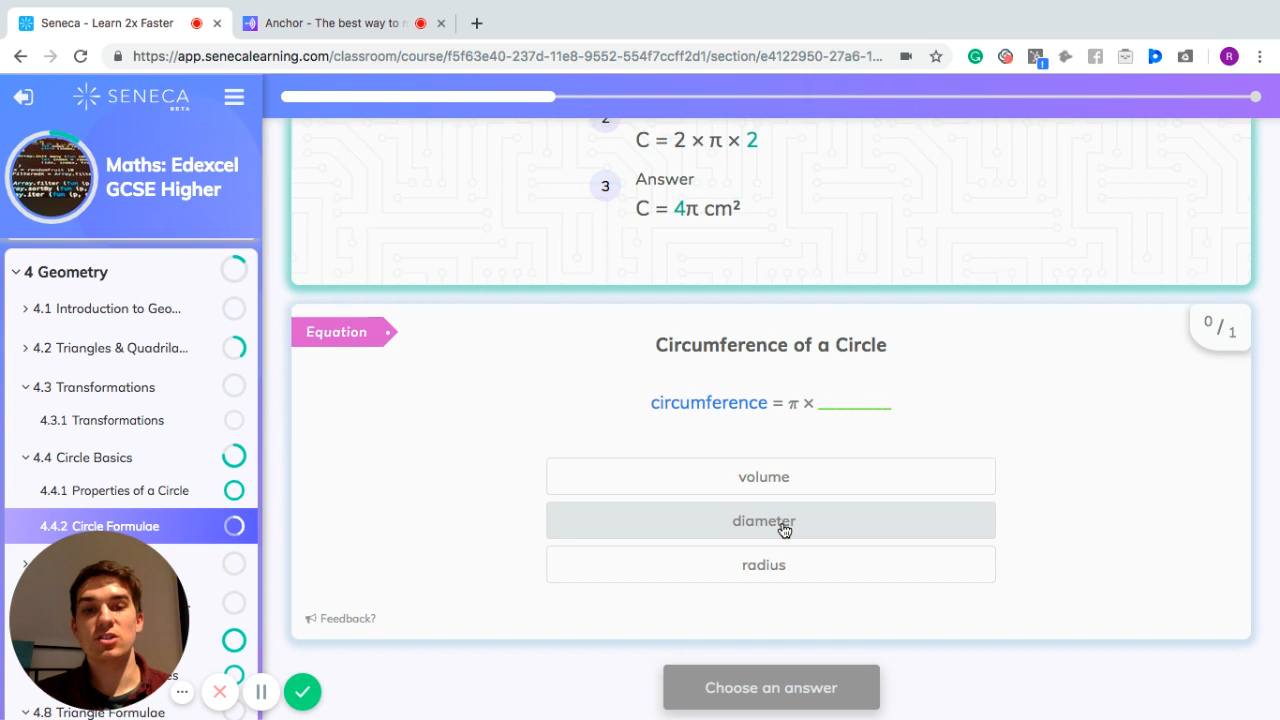 Seneca - Learn 2x Faster
Anchor - The best way to
https://app.senecalearning.com/classroom/course/f5f63e40-237d-11e8-9552-554f7ccff2d1/section/e4122950-27a6-1...
R
SENECA
BETA
Maths: Edexcel
GCSE Higher
4 Geometry
4.1 Introduction to Geo...
4.2 Triangles & Quadrila...
4.3 Transformations
4.3.1 Transformations
4.4 Circle Basics
4.4.1 Properties of a Circle
4.4.2 Circle Formulae
4.8 Triangle Formulae
2
C = 2 × π × 2
3
Answer
C = 4π cm²
Equation
0 / 1
Circumference of a Circle
circumference = π × ________
volume
diameter
radius
Feedback?
Choose an answer